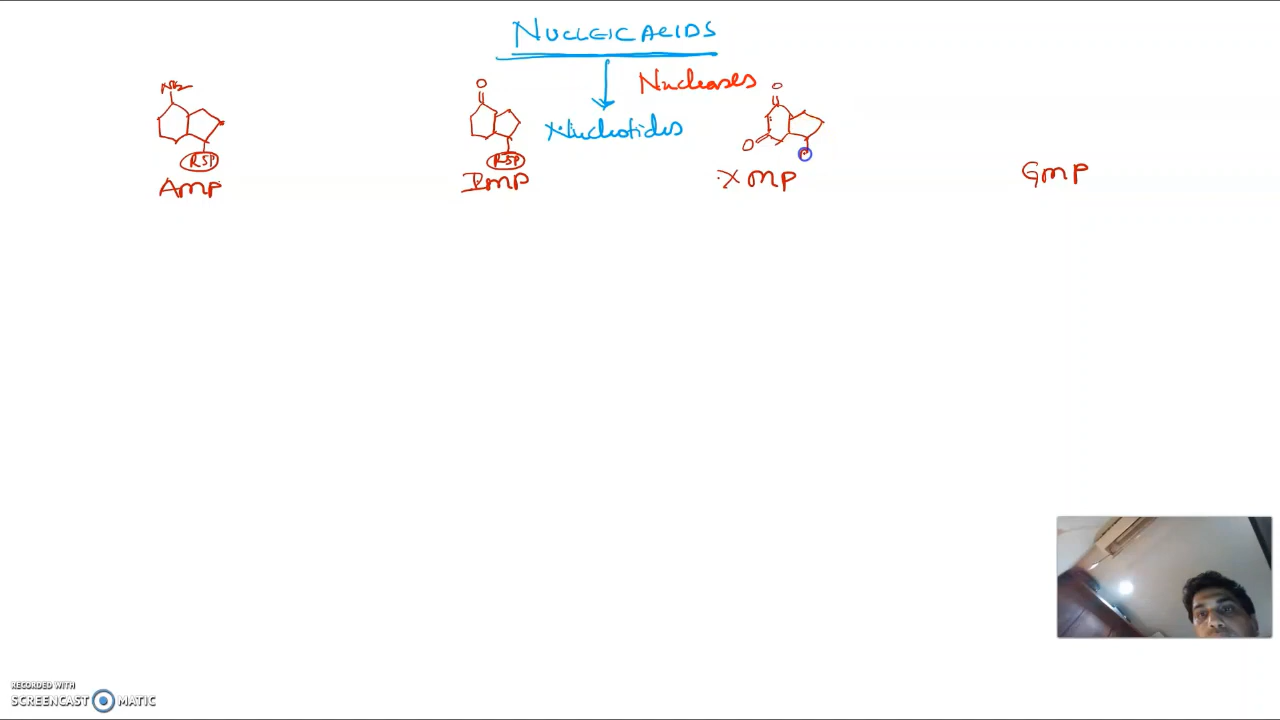 NUCLEIC ACIDS
Nucleases
Nucleotides
NH2
O
O
O
R5P
R5P
AMP
IMP
XMP
GMP
RECORDED WITH
SCREENCAST MATIC